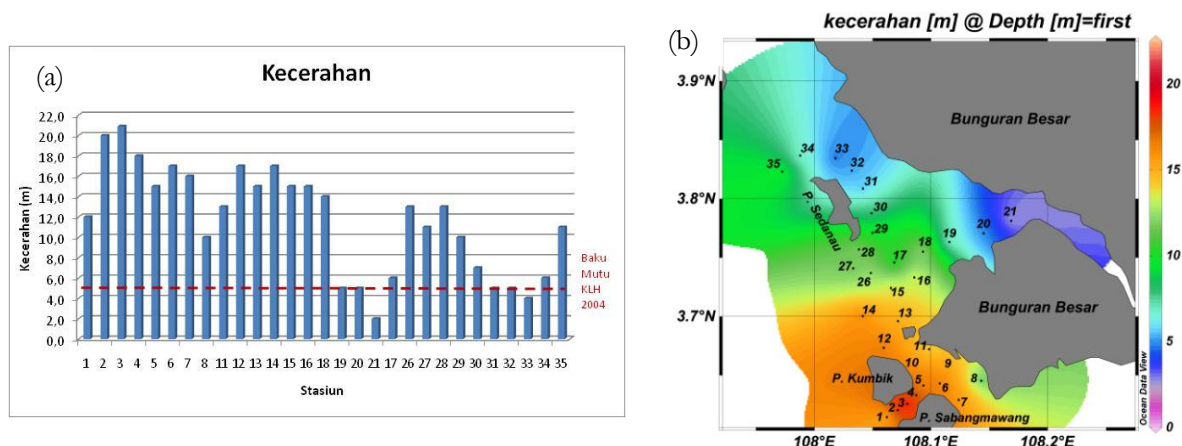 (a)
Kecerahan
Kecerahan (m)
22,0
20,0
18,0
16,0
14,0
12,0
10,0
8,0
6,0
4,0
2,0
0,0
Baku
Mutu
KLH
2004
1 2 3 4 5 6 7 8 11 12 13 14 15 16 18 19 20 21 17 26 27 28 29 30 31 32 33 34 35
Stasiun
(b)
kecerahan [m] @ Depth [m]=first
3.9°N
3.8°N
3.7°N
Bunguran Besar
34
33
32
35
31
P. Sedanau
30
29
28
27
26
17
18
19
20
21
16
15
14
13
Bunguran Besar
12
11
10
9
8
P. Kumbik
5
4
6
3
2
7
1
P. Sabangmawang
108°E
108.1°E
108.2°E
20
15
10
5
0
Ocean Data View